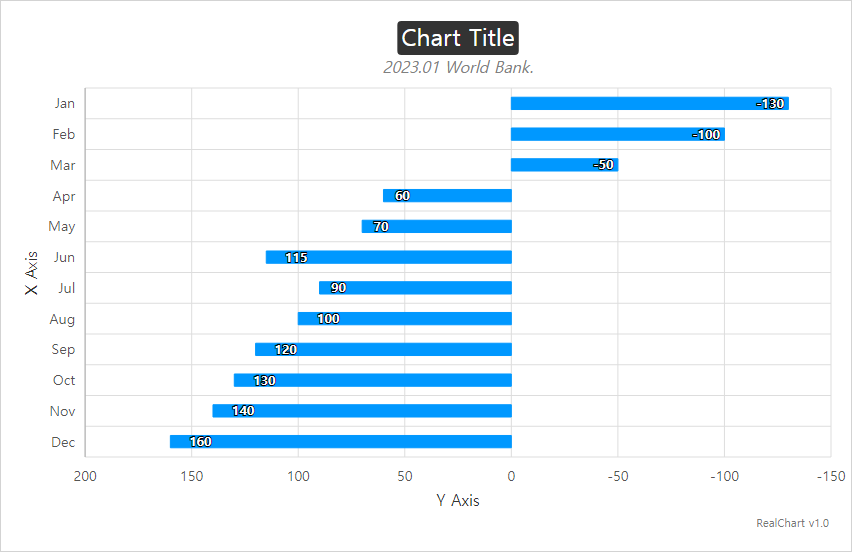 Chart Title
2023.01 World Bank.
Jan -130
Feb -100
Mar -50
Apr 60
May 70
Jun 115
Jul 90
Aug 100
Sep 120
Oct 130
Nov 140
Dec 160
X Axis
200 150 100 50 0 -50 -100 -150
Y Axis
RealChart v1.0